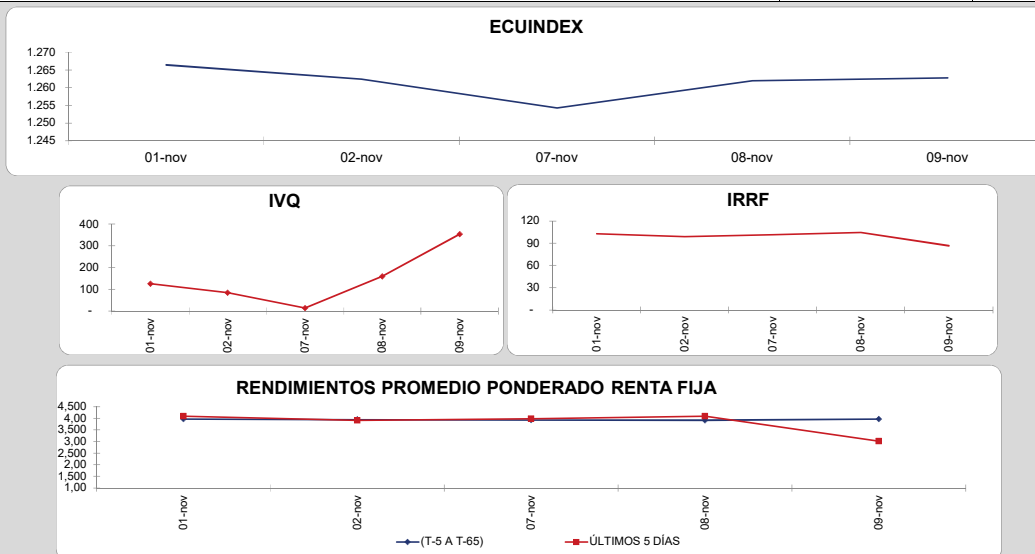 ECUINDEX
1.270
1.265
1.260
1.255
1.250
1.245
01-nov 02-nov 07-nov 08-nov 09-nov
IVQ
400
300
200
100
-
01-nov 02-nov 07-nov 08-nov 09-nov
IRRF
120
90
60
30
-
01-nov 02-nov 07-nov 08-nov 09-nov
RENDIMIENTOS PROMEDIO PONDERADO RENTA FIJA
4,500
4,00
3,500
3,00
2,500
2,00
1,500
1,00
01-nov 02-nov 07-nov 08-nov 09-nov
(T-5 A T-65) ÚLTIMOS 5 DÍAS